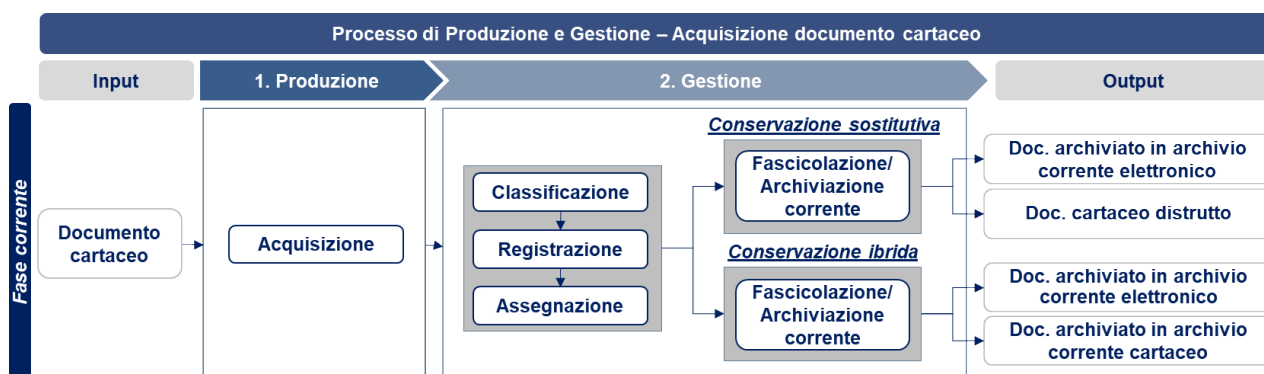 Processo di Produzione e Gestione – Acquisizione documento cartaceo
Input
1. Produzione
2. Gestione
Output
Fase corrente
Documento
cartaceo
Acquisizione
Classificazione
Registrazione
Assegnazione
Conservazione sostitutiva
Fascicolazione/
Archiviazione
corrente
Conservazione ibrida
Fascicolazione/
Archiviazione
corrente
Doc. archiviato in archivio
corrente elettronico
Doc. cartaceo distrutto
Doc. archiviato in archivio
corrente elettronico
Doc. archiviato in archivio
corrente cartaceo